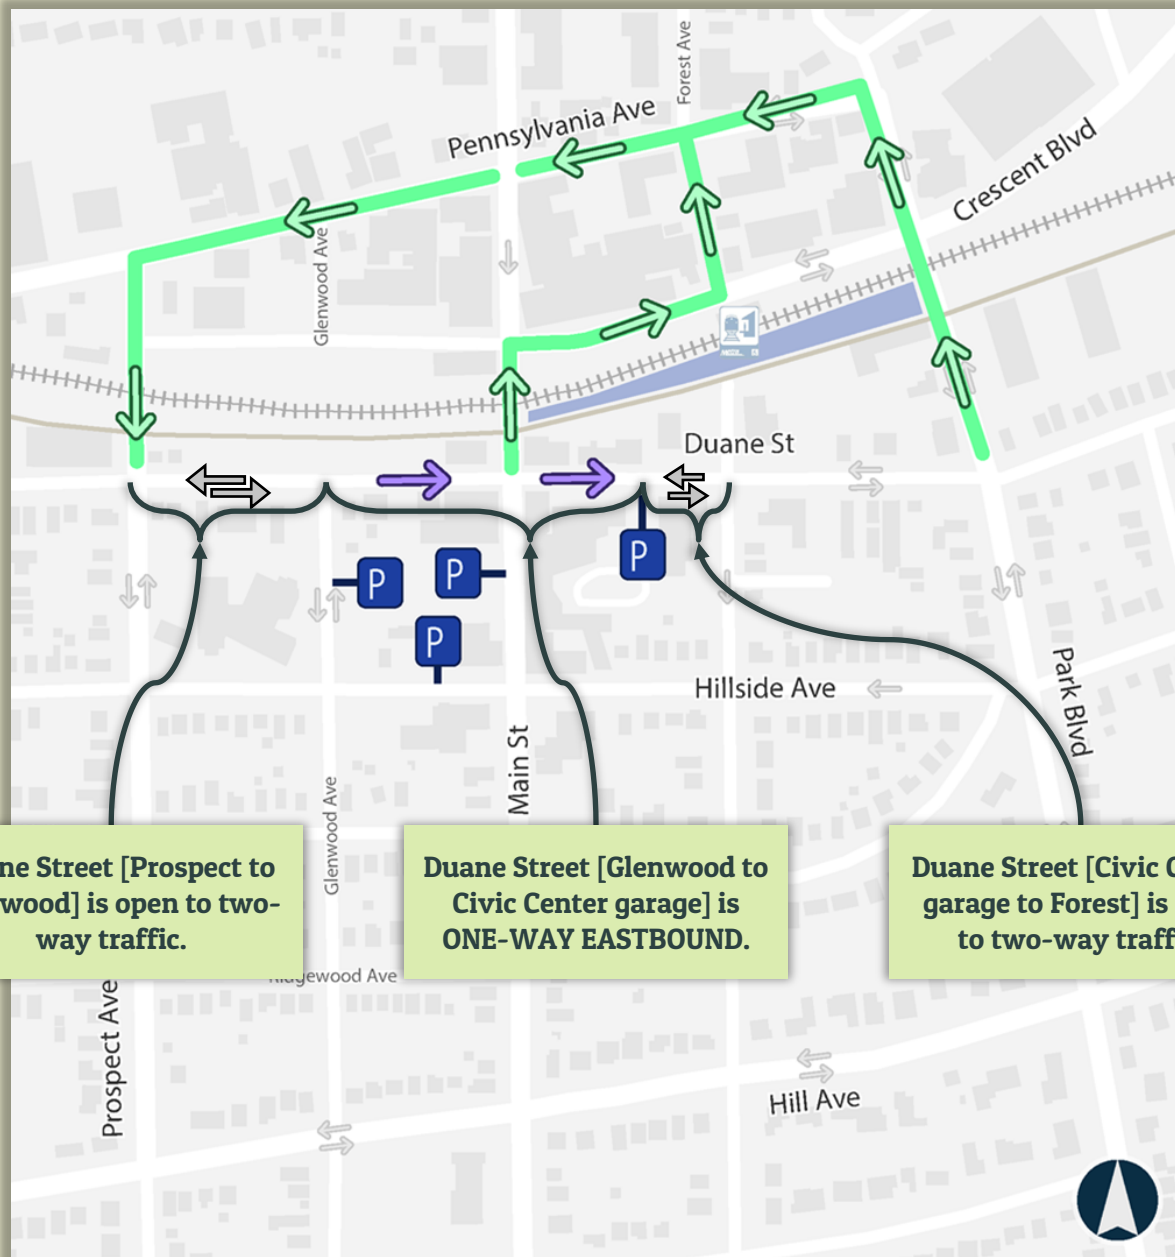 Forest Ave
Pennsylvania Ave
Crescent Blvd
Glenwood Ave
Duane St
P
P
P
P
Hillside Ave
Park Blvd
Main St
Glenwood Ave
ne Street [Prospect to
wood] is open to two-
way traffic.
Duane Street [Glenwood to
Civic Center garage] is
ONE-WAY EASTBOUND.
Duane Street [Civic C
garage to Forest] is
to two-way traff
Ridgewood Ave
Prospect Ave
Hill Ave